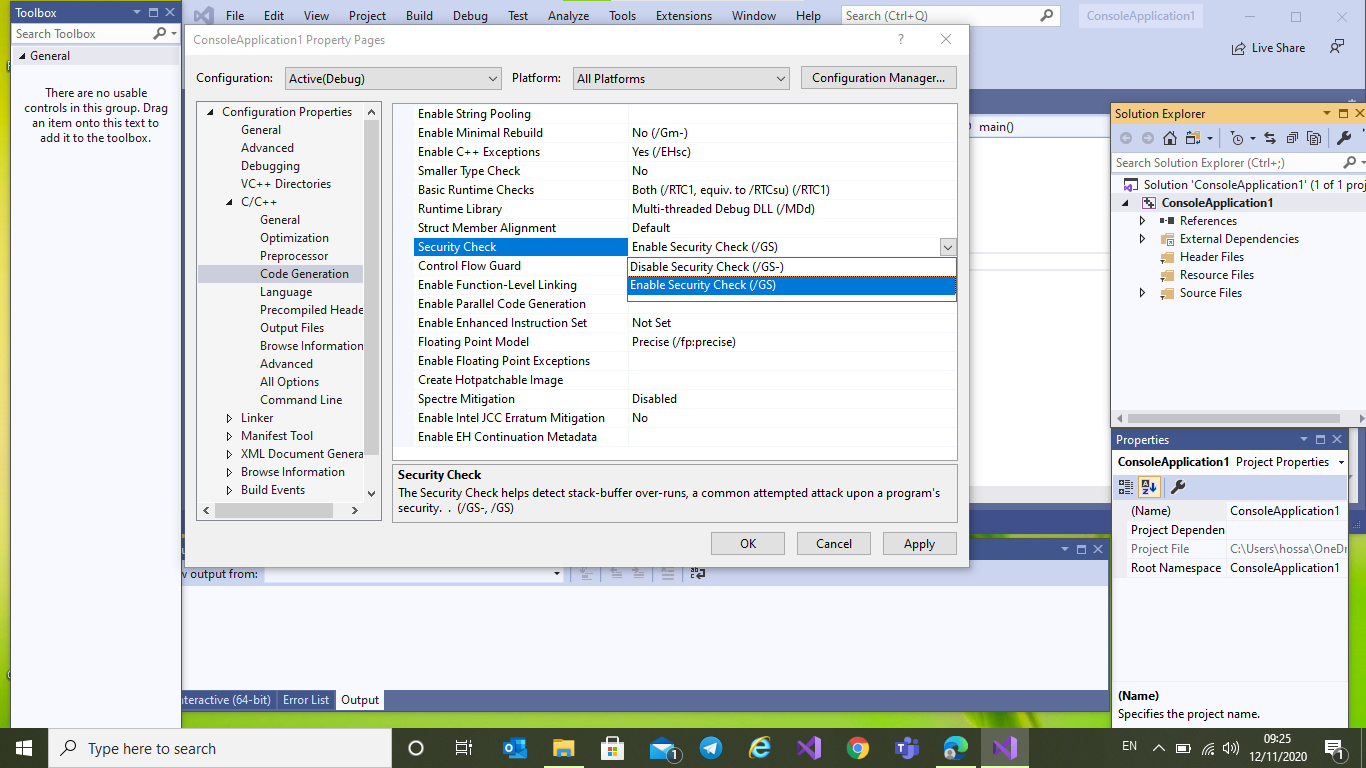 Toolbox
Search Toolbox
General
There are no usable
controls in this group. Drag
an item onto this text to
add it to the toolbox.
File Edit View Project Build Debug Test Analyze Tools Extensions Window Help Search (Ctrl+Q) ConsoleApplication1
Live Share
ConsoleApplication1 Property Pages
?
Configuration: Active(Debug) Platform: All Platforms Configuration Manager...
Configuration Properties
General
Advanced
Debugging
VC++ Directories
C/C++
General
Optimization
Preprocessor
Code Generation
Language
Precompiled Heade
Output Files
Browse Information
Advanced
All Options
Command Line
Linker
Manifest Tool
XML Document Genera
Browse Information
Build Events
Enable String Pooling
Enable Minimal Rebuild No (/Gm-)
Enable C++ Exceptions Yes (/EHsc)
Smaller Type Check No
Basic Runtime Checks Both (/RTC1, equiv. to /RTCsu) (/RTC1)
Runtime Library Multi-threaded Debug DLL (/MDd)
Struct Member Alignment Default
Security Check Enable Security Check (/GS)
Control Flow Guard Disable Security Check (/GS-)
Enable Function-Level Linking Enable Security Check (/GS)
Enable Parallel Code Generation
Enable Enhanced Instruction Set Not Set
Floating Point Model Precise (/fp:precise)
Enable Floating Point Exceptions
Create Hotpatchable Image
Spectre Mitigation Disabled
Enable Intel JCC Erratum Mitigation No
Enable EH Continuation Metadata
Security Check
The Security Check helps detect stack-buffer over-runs, a common attempted attack upon a program's
security. . (/GS-, /GS)
OK Cancel Apply
main()
w output from:
nteractive (64-bit) Error List Output
Solution Explorer
Search Solution Explorer (Ctrl+;)
Solution 'ConsoleApplication1' (1 of 1 proj
ConsoleApplication1
References
External Dependencies
Header Files
Resource Files
Source Files
Properties
ConsoleApplication1 Project Properties
(Name) ConsoleApplication1
Project Dependen
Project File C:\Users\hossa\OneDr
Root Namespace ConsoleApplication1
(Name)
Specifies the project name.
Type here to search
1
EN
09:25
12/11/2020
1